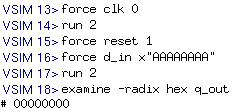 VSIM 13> force clk 0
VSIM 14> run 2
VSIM 15> force reset 1
VSIM 16> force d_in x"AAAAAAAA"
VSIM 17> run 2
VSIM 18> examine -radix hex q_out
# 00000000